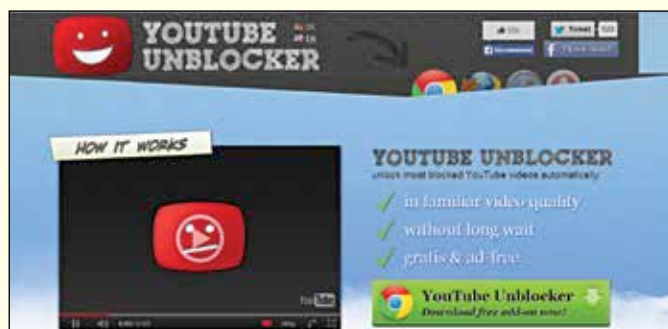 YOUTUBE
UNBLOCKER
Tweet
HOW IT WORKS
YouTube
YOUTUBE UNBLOCKER
unlock most blocked YouTube videos automatically:
in familiar video quality
without long wait
gratis & ad-free
YouTube Unblocker
Download free add-on now!